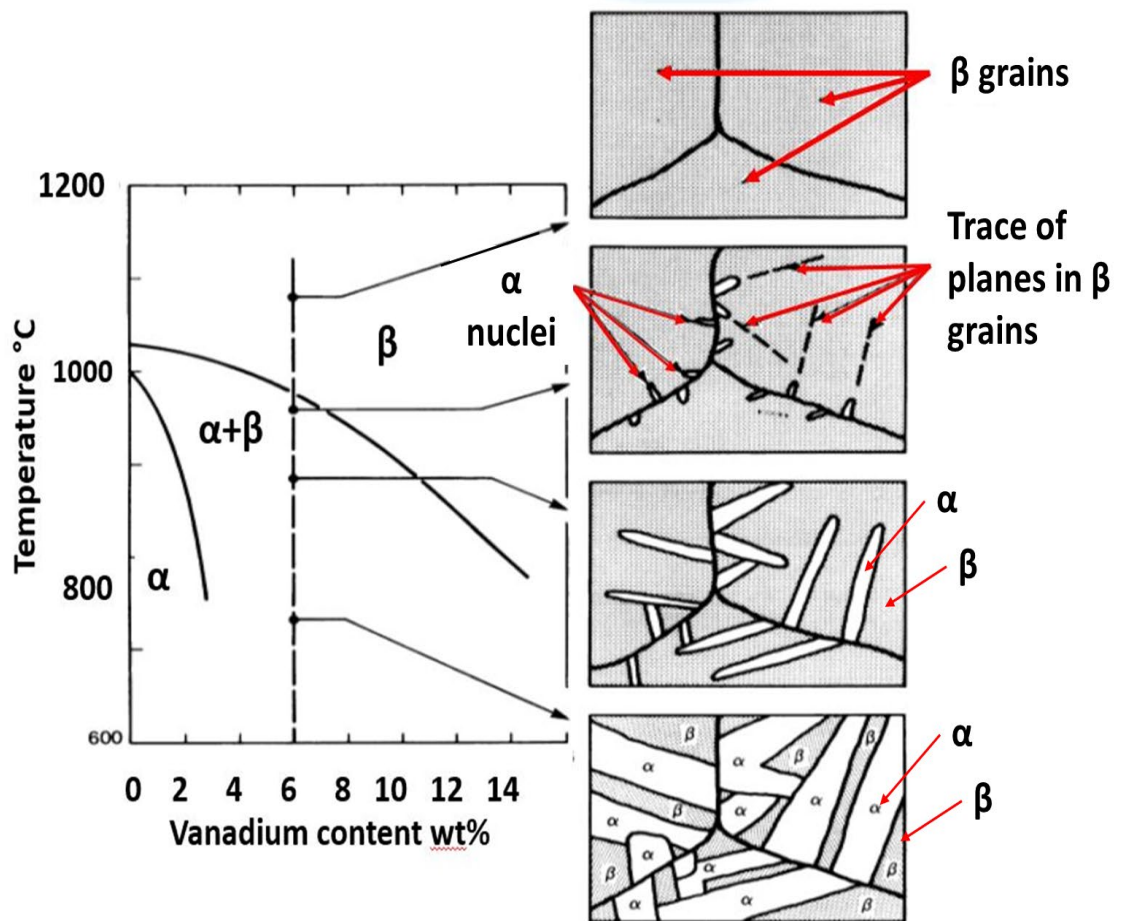 β grains
1200
Trace of
planes in β
grains
α
nuclei
β
1000
α+β
Temperature °C
α
β
800
α
β
α
β
α
β
α
α
β
α
α
β
α
α
β
α
α
β
α
β
600
0 2 4 6 8 10 12 14
Vanadium content wt%